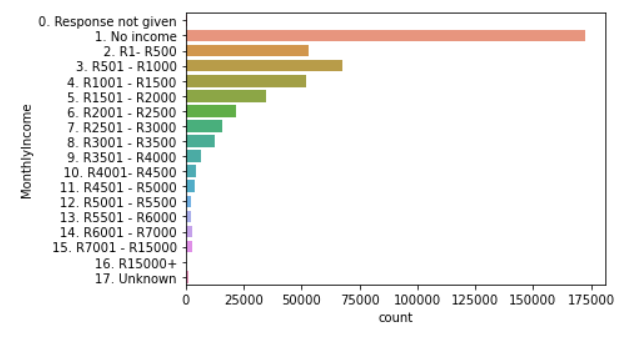 0. Response not given
1. No income
2. R1- R500
3. R501 - R1000
4. R1001 - R1500
5. R1501 - R2000
6. R2001 - R2500
7. R2501 - R3000
8. R3001 - R3500
9. R3501 - R4000
10. R4001- R4500
11. R4501 - R5000
12. R5001 - R5500
13. R5501 - R6000
14. R6001 - R7000
15. R7001 - R15000
16. R15000+
17. Unknown
MonthlyIncome
0 25000 50000 75000 100000 125000 150000 175000
count